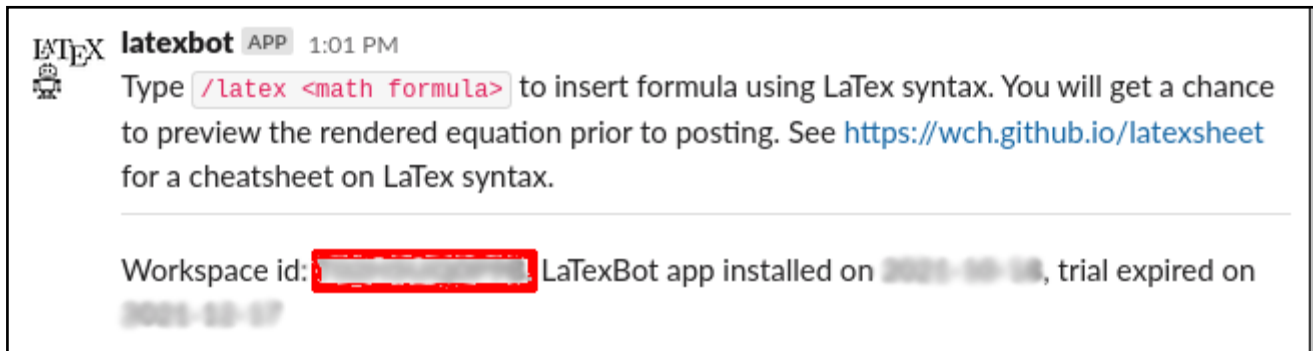 LATEX latexbot APP 1:01 PM
Type /latex <math formula> to insert formula using LaTex syntax. You will get a chance
to preview the rendered equation prior to posting. See https://wch.github.io/latexsheet
for a cheatsheet on LaTex syntax.
Workspace id: LaTexBot app installed on , trial expired on